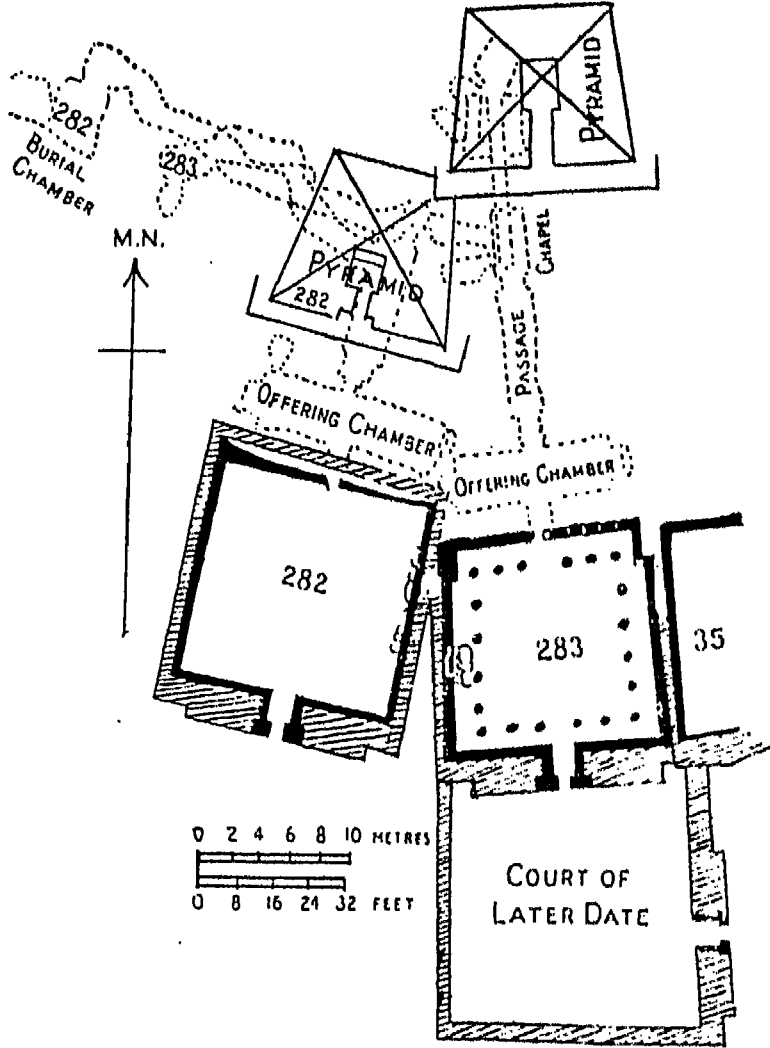 PYRAMID
282
BURIAL
CHAMBER
283
M.N.
CHAPEL
PYRAMID
282
PASSAGE
OFFERING CHAMBER
OFFERING CHAMBER
282
283
35
0 2 4 6 8 10 METRES
0 8 16 24 32 FEET
COURT OF
LATER DATE